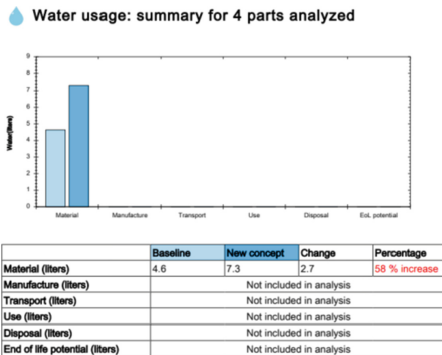 Water usage: summary for 4 parts analyzed
9
8
7
6
5
4
3
2
1
0
Water(liters)
Material Manufacture Transport Use Disposal EoL potential
Baseline New concept Change Percentage
Material (liters) 4.6 7.3 2.7 58 % increase
Manufacture (liters) Not included in analysis
Transport (liters) Not included in analysis
Use (liters) Not included in analysis
Disposal (liters) Not included in analysis
End of life potential (liters) Not included in analysis